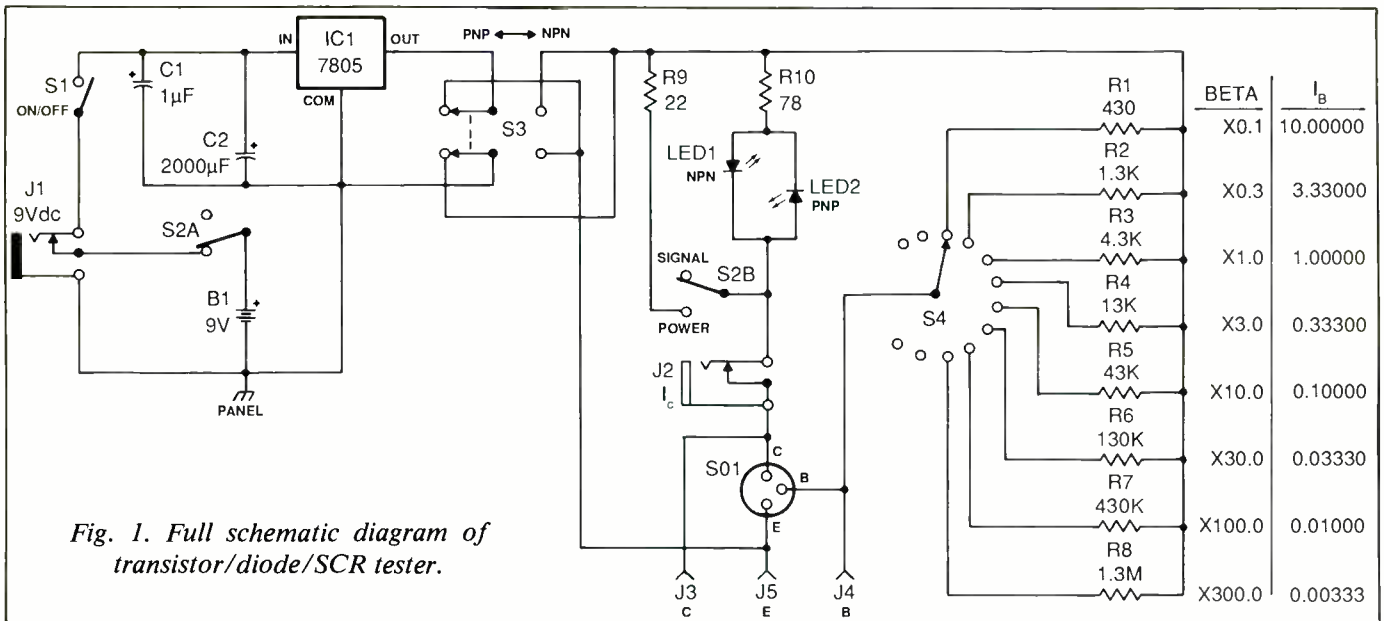 IN
IC1
7805
OUT
COM
PNP
NPN
S1
ON/OFF
C1
1µF
C2
2000µF
S3
J1
9Vdc
S2A
B1
9V
PANEL
R9
22
R10
78
LED1
NPN
LED2
PNP
SIGNAL
S2B
POWER
J2
I_C
S01
C
B
E
J3
C
J5
E
J4
B
S4
BETA I_B
R1
430
X0.1 10.00000
R2
1.3K
X0.3 3.33000
R3
4.3K
X1.0 1.00000
R4
13K
X3.0 0.33300
R5
43K
X10.0 0.10000
R6
130K
X30.0 0.03330
R7
430K
X100.0 0.01000
R8
1.3M
X300.0 0.00333
+
+
+
Fig. 1. Full schematic diagram of
transistor/diode/SCR tester.